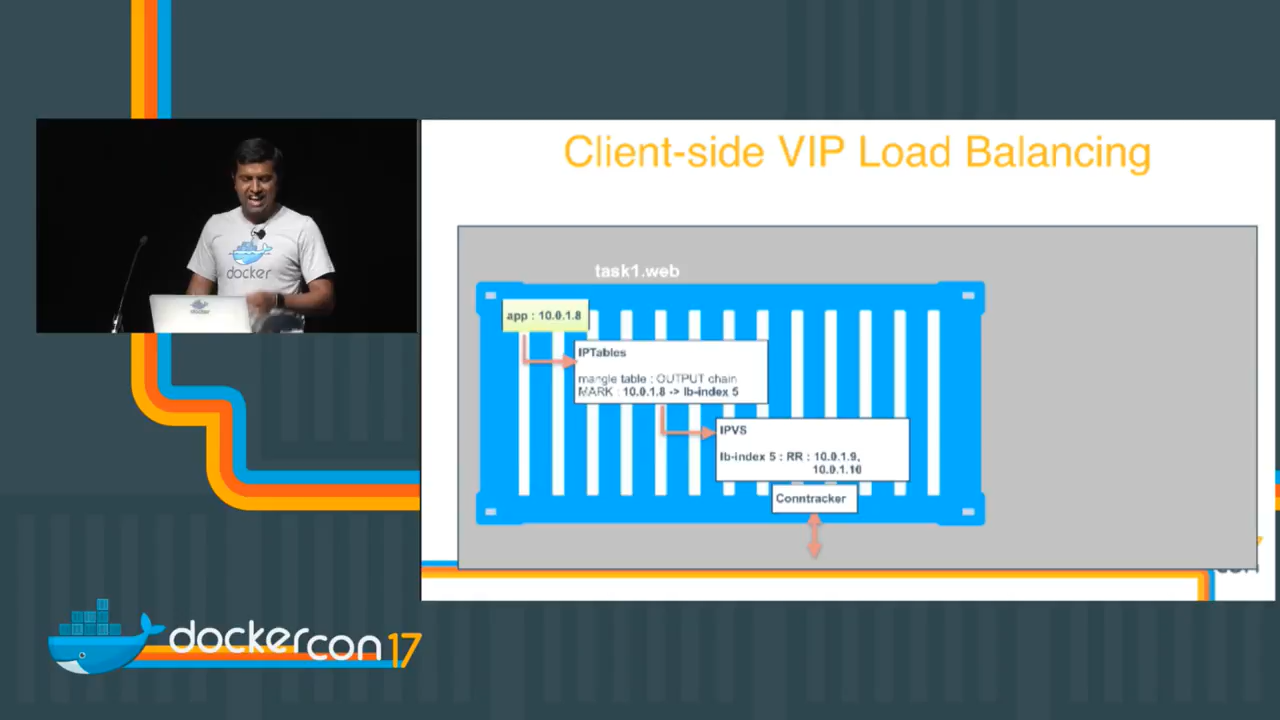 Client-side VIP Load Balancing
task1.web
app : 10.0.1.8
IPTables
mangle table : OUTPUT chain
MARK : 10.0.1.8 -> lb-index 5
IPVS
lb-index 5 : RR : 10.0.1.9,
10.0.1.10
Conntracker
docker
dockercon17